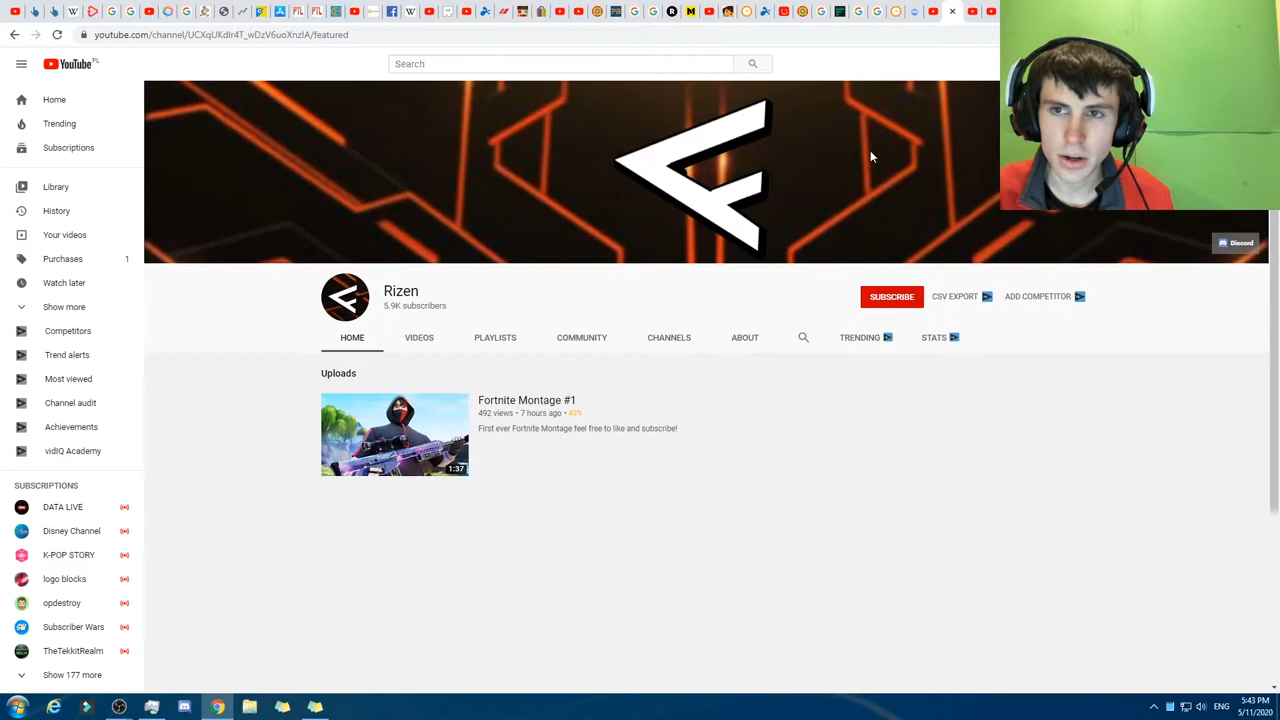 youtube.com/channel/UCXqUKdIr4T_wDzV6uoXnzIA/featured
YouTube PL
Search
Home
Trending
Subscriptions
Library
History
Your videos
Purchases 1
Watch later
Show more
Competitors
Trend alerts
Most viewed
Channel audit
Achievements
vidIQ Academy
SUBSCRIPTIONS
DATA LIVE
Disney Channel
K-POP STORY
logo blocks
opdestroy
Subscriber Wars
TheTekkitRealm
Show 177 more
Discord
Rizen
5.9K subscribers
SUBSCRIBE CSV EXPORT ADD COMPETITOR
HOME VIDEOS PLAYLISTS COMMUNITY CHANNELS ABOUT TRENDING STATS
Uploads
1:37
Fortnite Montage #1
492 views • 7 hours ago •
First ever Fortnite Montage feel free to like and subscribe!
ENG
5:43 PM
5/11/2020